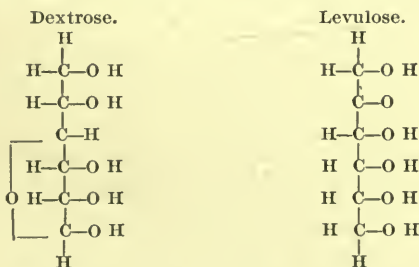 Dextrose. Levulose.
H H
H—C—O H H—C—O H
H—C—O H C—O
C—H H—C—O H
H—C—O H H C—O H
O H—C—O H H C—O H
C—O H H C—O H
H H